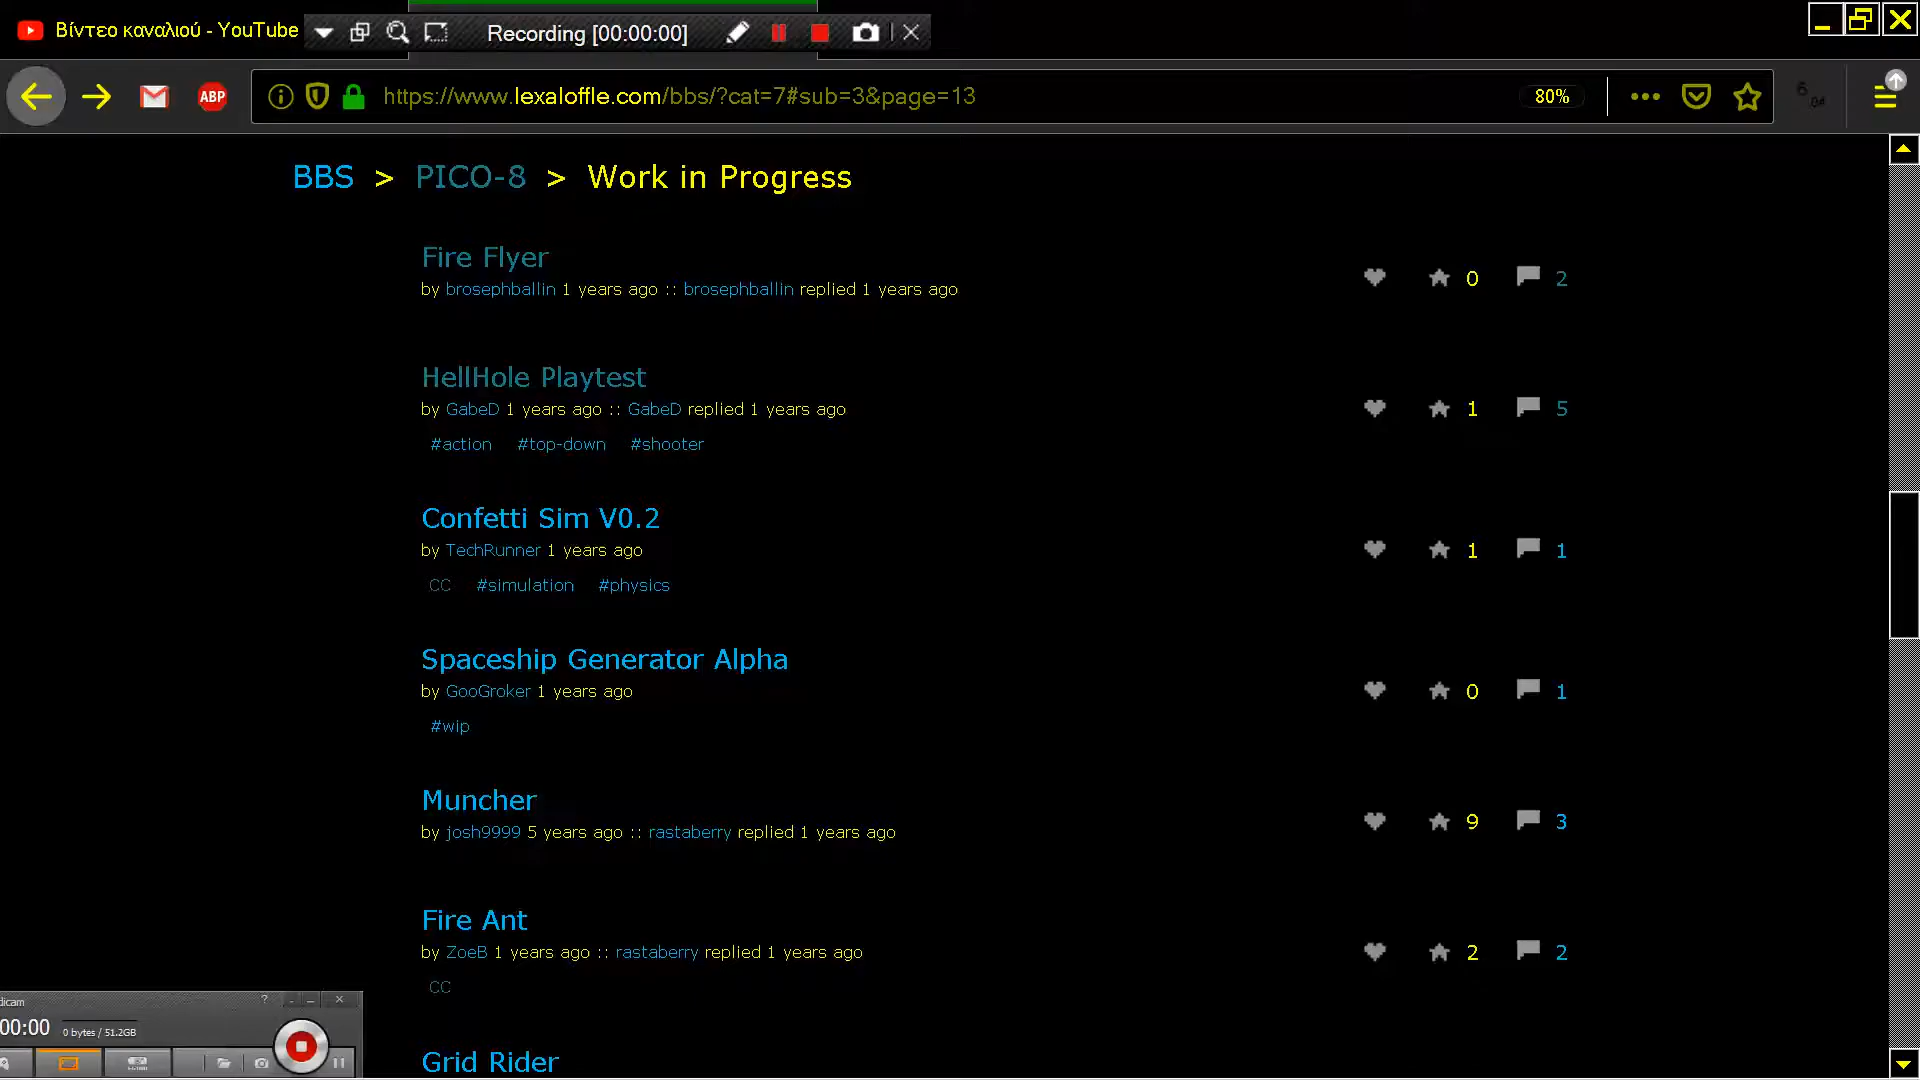 Βίντεο καναλιού - YouTube
Recording [00:00:00]
ABP
https://www.lexaloffle.com/bbs/?cat=7#sub=3&page=13
80%
BBS > PICO-8 > Work in Progress
Fire Flyer
by brosephballin 1 years ago :: brosephballin replied 1 years ago
0 2
HellHole Playtest
by GabeD 1 years ago :: GabeD replied 1 years ago
1 5
#action #top-down #shooter
Confetti Sim V0.2
by TechRunner 1 years ago
1 1
CC #simulation #physics
Spaceship Generator Alpha
by GooGroker 1 years ago
0 1
#wip
Muncher
by josh9999 5 years ago :: rastaberry replied 1 years ago
9 3
Fire Ant
by ZoeB 1 years ago :: rastaberry replied 1 years ago
2 2
CC
dicam
00:00 0 bytes / 51.2GB
Grid Rider